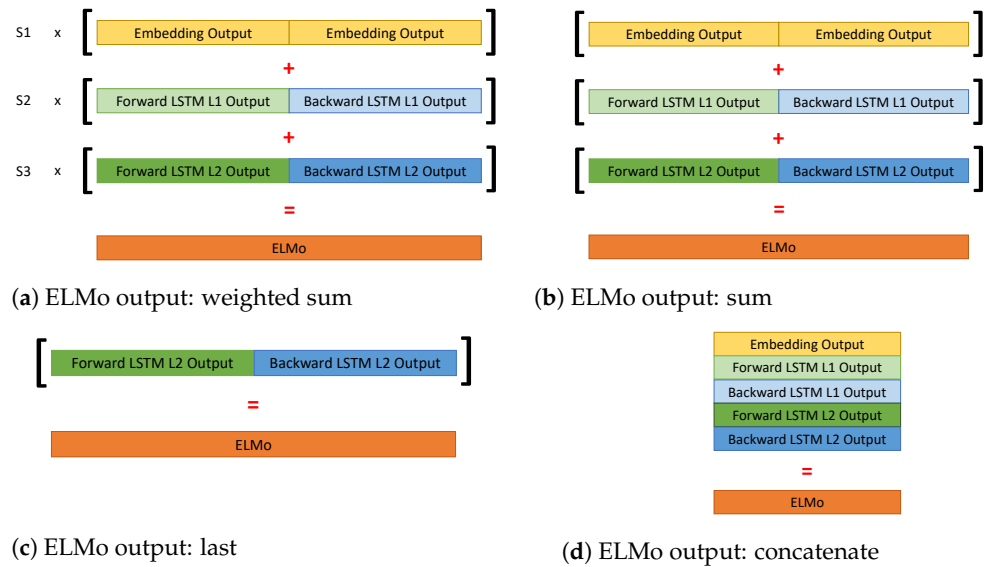 S1 x [ Embedding Output Embedding Output ]
+
S2 x [ Forward LSTM L1 Output Backward LSTM L1 Output ]
+
S3 x [ Forward LSTM L2 Output Backward LSTM L2 Output ]
=
ELMo
(a) ELMo output: weighted sum
[ Embedding Output Embedding Output ]
+
[ Forward LSTM L1 Output Backward LSTM L1 Output ]
+
[ Forward LSTM L2 Output Backward LSTM L2 Output ]
=
ELMo
(b) ELMo output: sum
[ Forward LSTM L2 Output Backward LSTM L2 Output ]
=
ELMo
(c) ELMo output: last
Embedding Output
Forward LSTM L1 Output
Backward LSTM L1 Output
Forward LSTM L2 Output
Backward LSTM L2 Output
=
ELMo
(d) ELMo output: concatenate